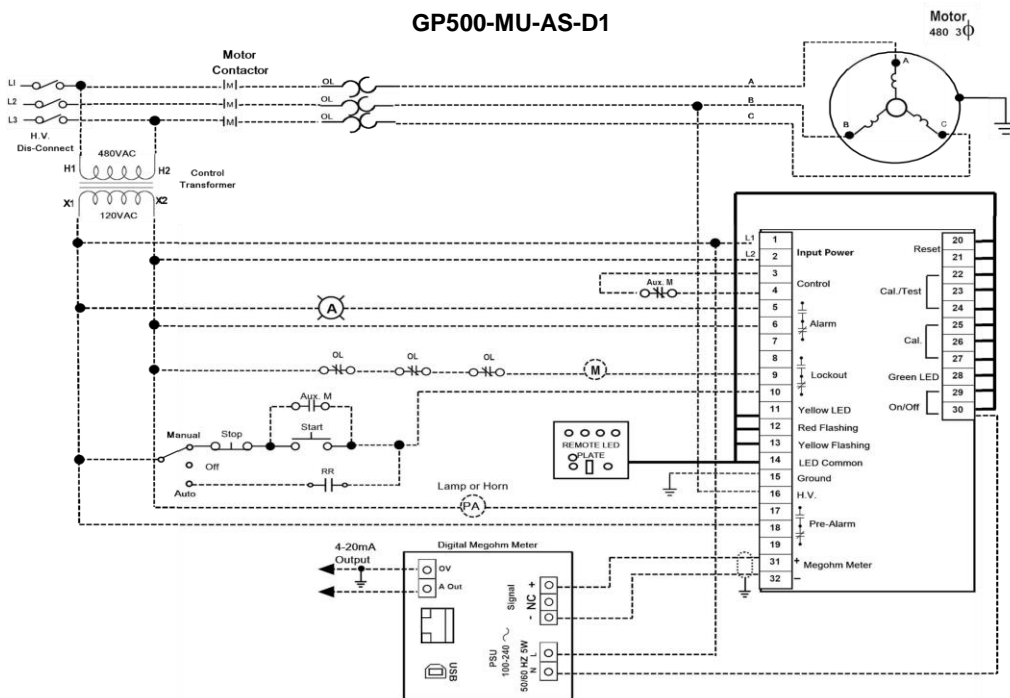 GP500-MU-AS-D1
Motor
480 3ϕ
Motor
Contactor
LI
L2
L3
M
M
M
OL
OL
OL
A
B
C
A
B
C
H.V.
Dis-Connect
480VAC
H1
H2
Control
Transformer
X1
X2
120VAC
L1
L2
1
2
3
4
5
6
7
8
9
10
11
12
13
14
15
16
17
18
19
31
32
Input Power
Control
Alarm
Lockout
Yellow LED
Red Flashing
Yellow Flashing
LED Common
Ground
H.V.
Pre-Alarm
+ Megohm Meter
–
Reset
Cal./Test
Cal.
Green LED
On/Off
20
21
22
23
24
25
26
27
28
29
30
Aux. M
A
OL
OL
OL
M
Aux. M
Manual
Stop
Start
Off
Auto
RR
REMOTE LED
PLATE
Lamp or Horn
PA
4-20mA
Output
Digital Megohm Meter
OV
A Out
Signal
+
NC
-
PSU
100-240 ~
50/60 HZ 5W
L
N
USB